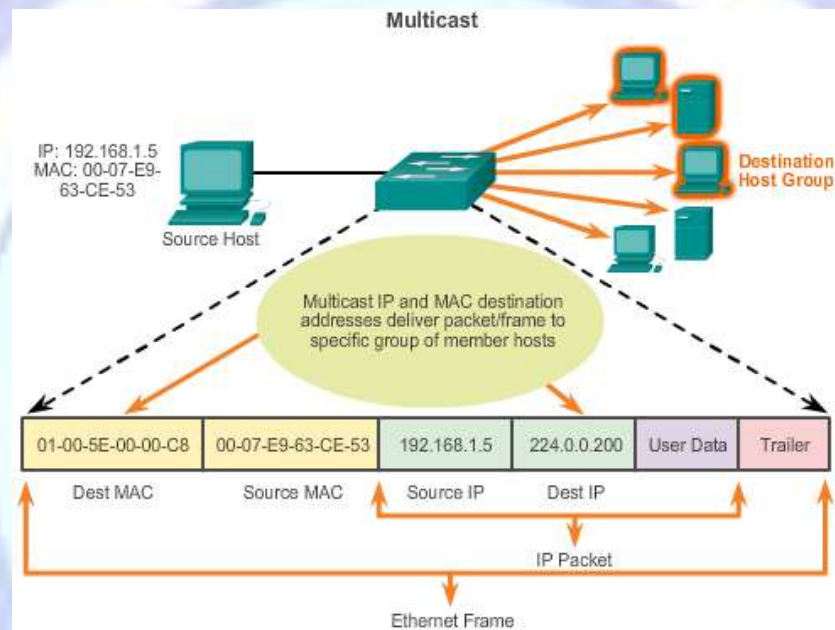 Multicast
IP: 192.168.1.5
MAC: 00-07-E9-
63-CE-53
Source Host
Destination
Host Group
Multicast IP and MAC destination
addresses deliver packet/frame to
specific group of member hosts
01-00-5E-00-00-C8 00-07-E9-63-CE-53 192.168.1.5 224.0.0.200 User Data Trailer
Dest MAC Source MAC Source IP Dest IP
IP Packet
Ethernet Frame